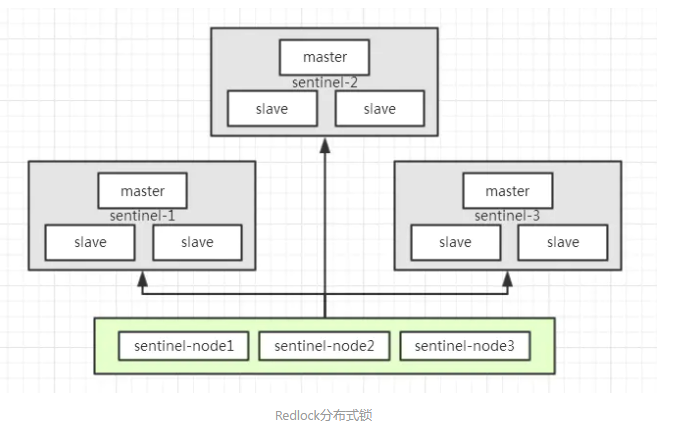 master
sentinel-2
slave
slave
master
sentinel-1
slave
slave
master
sentinel-3
slave
slave
sentinel-node1
sentinel-node2
sentinel-node3
Redlock分布式锁